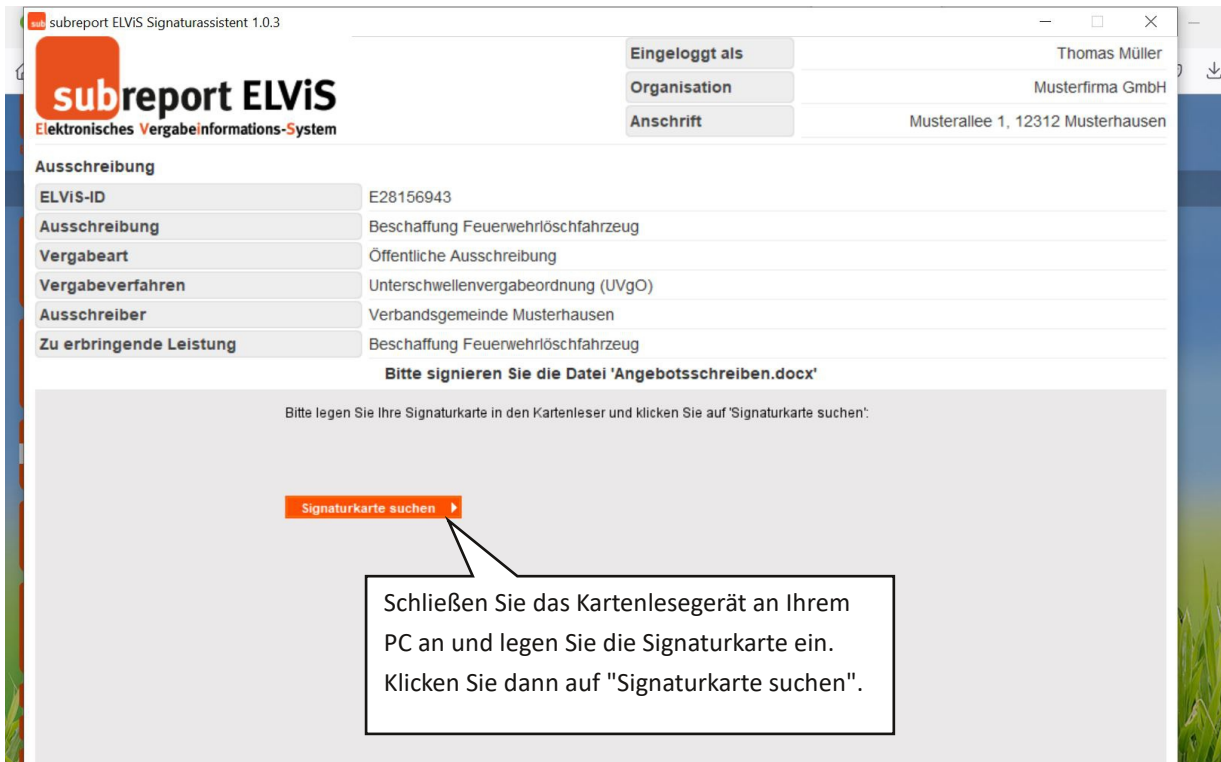 sub subreport ELViS Signaturassistent 1.0.3
subreport ELViS
Elektronisches Vergabeinformations-System
Eingeloggt als Thomas Müller
Organisation Musterfirma GmbH
Anschrift Musterallee 1, 12312 Musterhausen
Ausschreibung
ELViS-ID E28156943
Ausschreibung Beschaffung Feuerwehrlöschfahrzeug
Vergabeart Öffentliche Ausschreibung
Vergabeverfahren Unterschwellenvergabeordnung (UVgO)
Ausschreiber Verbandsgemeinde Musterhausen
Zu erbringende Leistung Beschaffung Feuerwehrlöschfahrzeug
Bitte signieren Sie die Datei 'Angebotsschreiben.docx'
Bitte legen Sie Ihre Signaturkarte in den Kartenleser und klicken Sie auf 'Signaturkarte suchen':
Signaturkarte suchen
Schließen Sie das Kartenlesegerät an Ihrem
PC an und legen Sie die Signaturkarte ein.
Klicken Sie dann auf "Signaturkarte suchen".